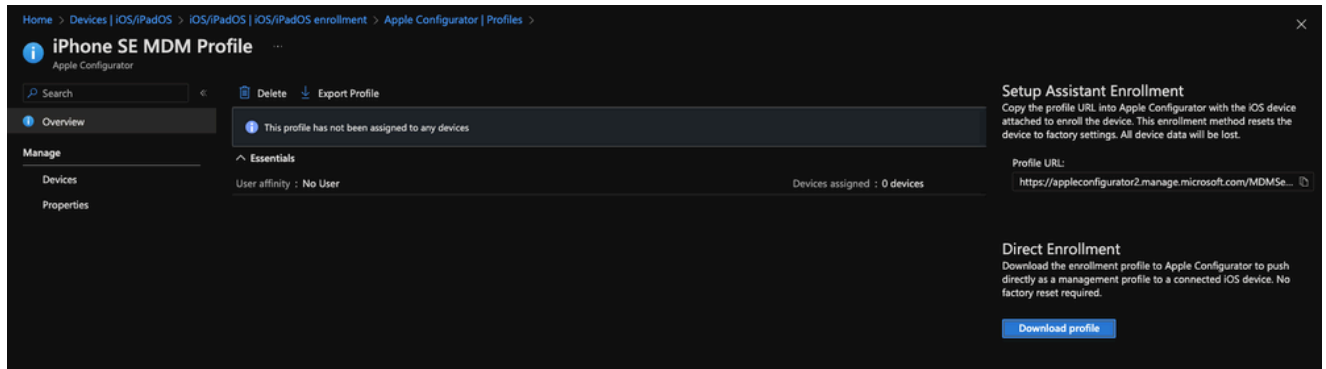 Home > Devices | iOS/iPadOS > iOS/iPadOS | iOS/iPadOS enrollment > Apple Configurator | Profiles >
iPhone SE MDM Profile ...
Apple Configurator
Search
«
Overview
Manage
Devices
Properties
Delete
Export Profile
This profile has not been assigned to any devices
Essentials
User affinity : No User
Devices assigned : 0 devices
Setup Assistant Enrollment
Copy the profile URL into Apple Configurator with the iOS device
attached to enroll the device. This enrollment method resets the
device to factory settings. All device data will be lost.
Profile URL:
https://appleconfigurator2.manage.microsoft.com/MDMSe...
Direct Enrollment
Download the enrollment profile to Apple Configurator to push
directly as a management profile to a connected iOS device. No
factory reset required.
Download profile